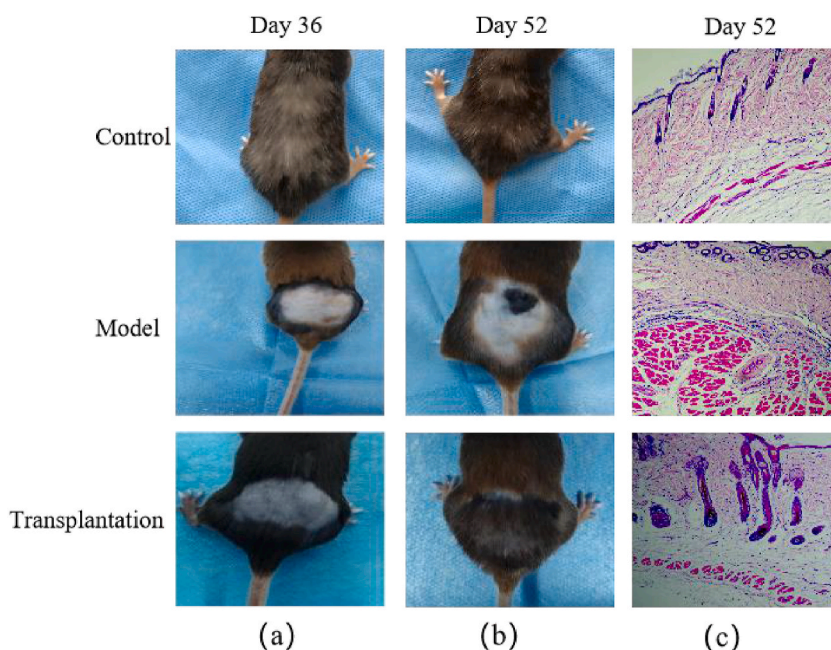 Day 36
Day 52
Day 52
Control
Model
Transplantation
(a)
(b)
(c)